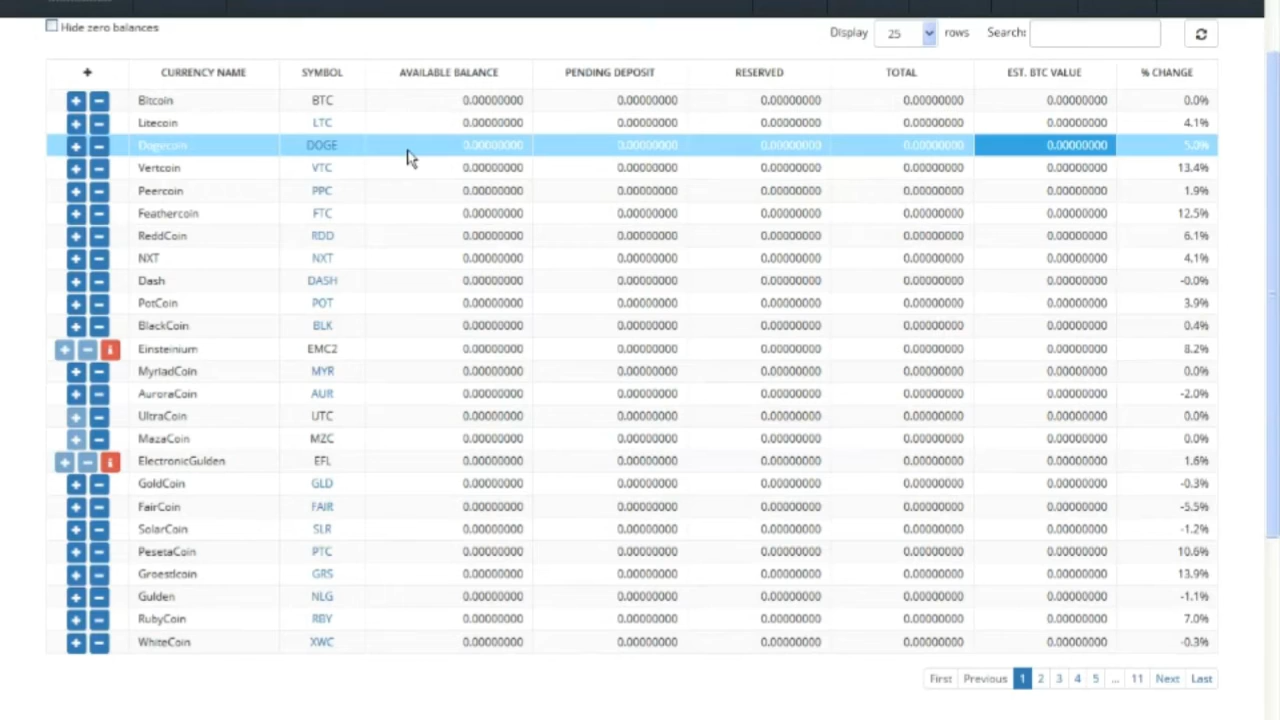 Hide zero balances Display 25 rows Search:
+ CURRENCY NAME SYMBOL AVAILABLE BALANCE PENDING DEPOSIT RESERVED TOTAL EST. BTC VALUE % CHANGE
+ - Bitcoin BTC 0.00000000 0.00000000 0.00000000 0.00000000 0.00000000 0.0%
+ - Litecoin LTC 0.00000000 0.00000000 0.00000000 0.00000000 0.00000000 4.1%
+ - Dogecoin DOGE 0.00000000 0.00000000 0.00000000 0.00000000 0.00000000 5.0%
+ - Vertcoin VTC 0.00000000 0.00000000 0.00000000 0.00000000 0.00000000 13.4%
+ - Peercoin PPC 0.00000000 0.00000000 0.00000000 0.00000000 0.00000000 1.9%
+ - Feathercoin FTC 0.00000000 0.00000000 0.00000000 0.00000000 0.00000000 12.5%
+ - ReddCoin RDD 0.00000000 0.00000000 0.00000000 0.00000000 0.00000000 6.1%
+ - NXT NXT 0.00000000 0.00000000 0.00000000 0.00000000 0.00000000 4.1%
+ - Dash DASH 0.00000000 0.00000000 0.00000000 0.00000000 0.00000000 -0.0%
+ - PotCoin POT 0.00000000 0.00000000 0.00000000 0.00000000 0.00000000 3.9%
+ - BlackCoin BLK 0.00000000 0.00000000 0.00000000 0.00000000 0.00000000 0.4%
+ - i Einsteinium EMC2 0.00000000 0.00000000 0.00000000 0.00000000 0.00000000 8.2%
+ - MyriadCoin MYR 0.00000000 0.00000000 0.00000000 0.00000000 0.00000000 0.0%
+ - AuroraCoin AUR 0.00000000 0.00000000 0.00000000 0.00000000 0.00000000 -2.0%
+ - UltraCoin UTC 0.00000000 0.00000000 0.00000000 0.00000000 0.00000000 0.0%
+ - MazaCoin MZC 0.00000000 0.00000000 0.00000000 0.00000000 0.00000000 0.0%
+ - i ElectronicGulden EFL 0.00000000 0.00000000 0.00000000 0.00000000 0.00000000 1.6%
+ - GoldCoin GLD 0.00000000 0.00000000 0.00000000 0.00000000 0.00000000 -0.3%
+ - FairCoin FAIR 0.00000000 0.00000000 0.00000000 0.00000000 0.00000000 -5.5%
+ - SolarCoin SLR 0.00000000 0.00000000 0.00000000 0.00000000 0.00000000 -1.2%
+ - PesetaCoin PTC 0.00000000 0.00000000 0.00000000 0.00000000 0.00000000 10.6%
+ - Groestlcoin GRS 0.00000000 0.00000000 0.00000000 0.00000000 0.00000000 13.9%
+ - Gulden NLG 0.00000000 0.00000000 0.00000000 0.00000000 0.00000000 -1.1%
+ - RubyCoin RBY 0.00000000 0.00000000 0.00000000 0.00000000 0.00000000 7.0%
+ - WhiteCoin XWC 0.00000000 0.00000000 0.00000000 0.00000000 0.00000000 -0.3%
First Previous 1 2 3 4 5 ... 11 Next Last